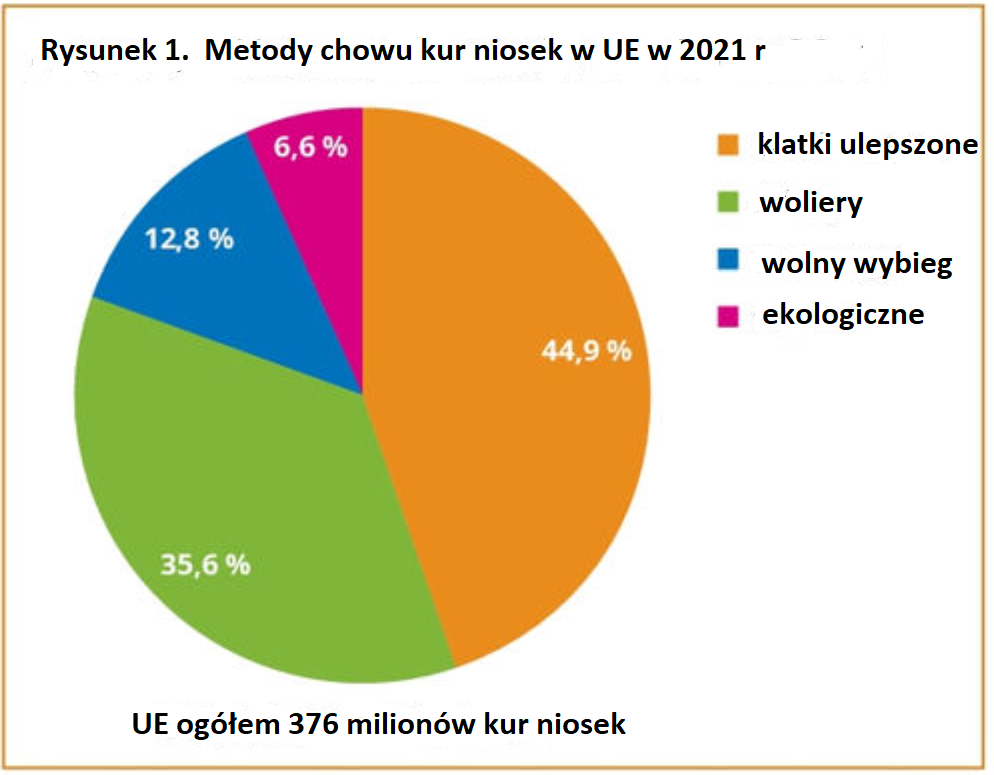 Rysunek 1. Metody chowu kur niosek w UE w 2021 r
6,6 %
klatki ulepszone
woliery
12,8 %
wolny wybieg
ekologiczne
44,9 %
35,6 %
UE ogółem 376 milionów kur niosek